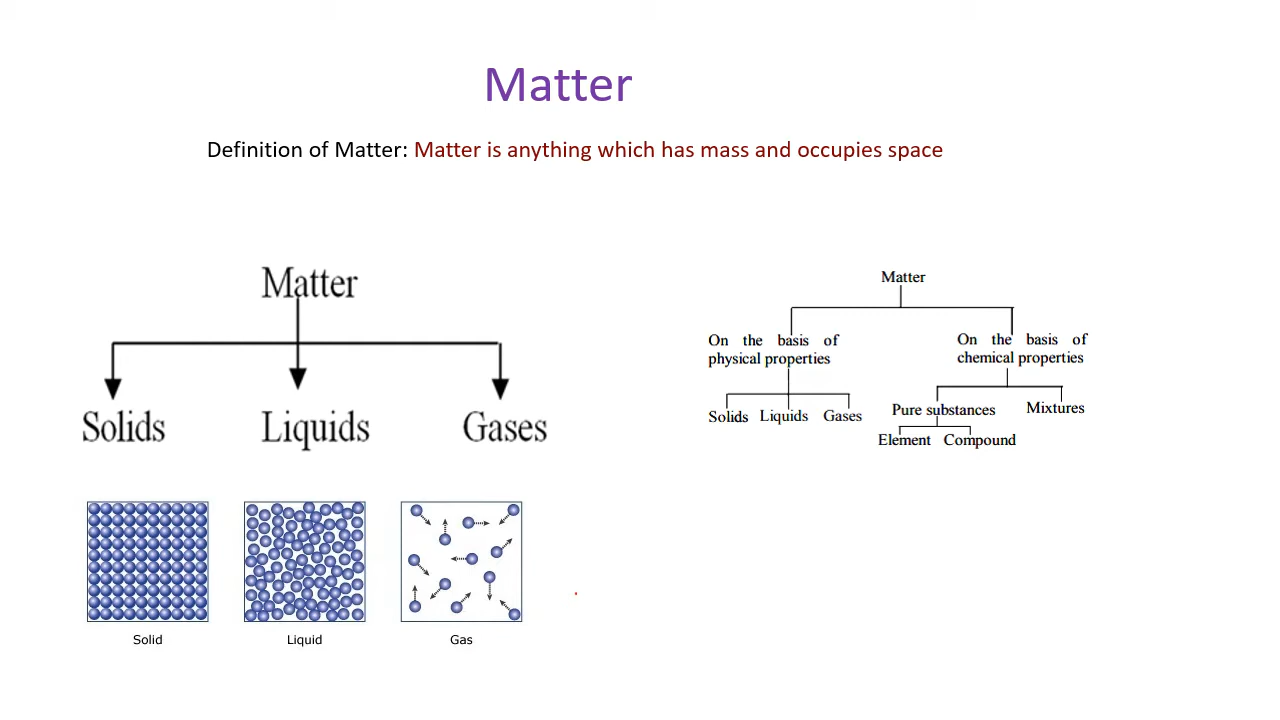 Matter
Definition of Matter: Matter is anything which has mass and occupies space
Matter
Solids Liquids Gases
Solid Liquid Gas
Matter
On the basis of
physical properties
On the basis of
chemical properties
Solids Liquids Gases
Pure substances Mixtures
Element Compound